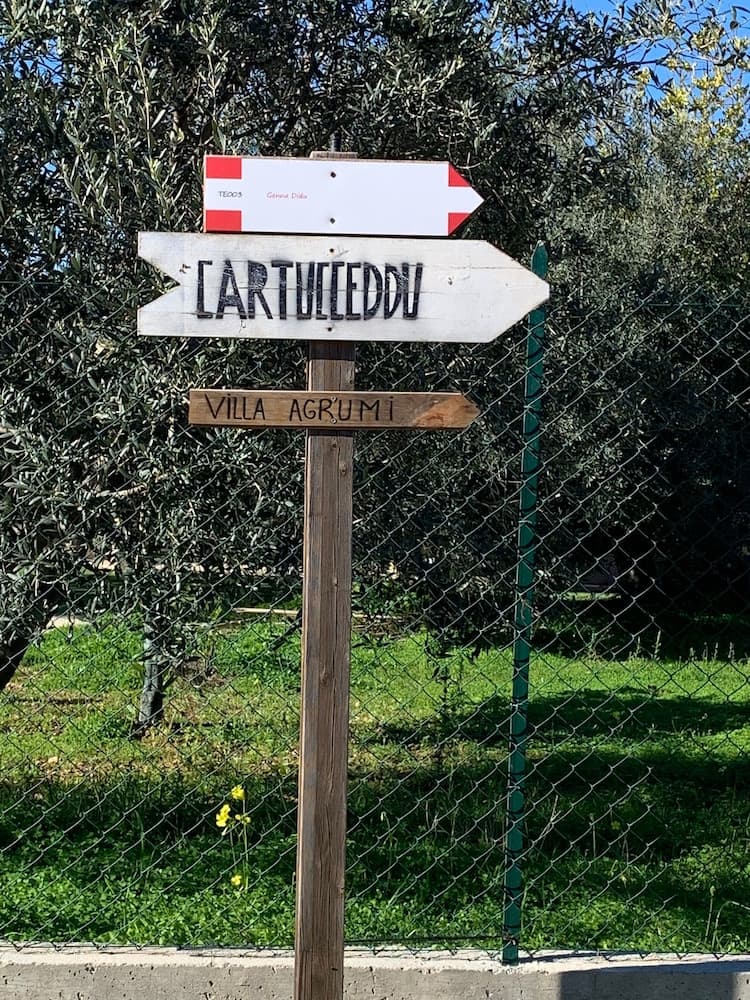 TE003 Genna Didu
CARTUCCEDDU
VILLA AGRUMI